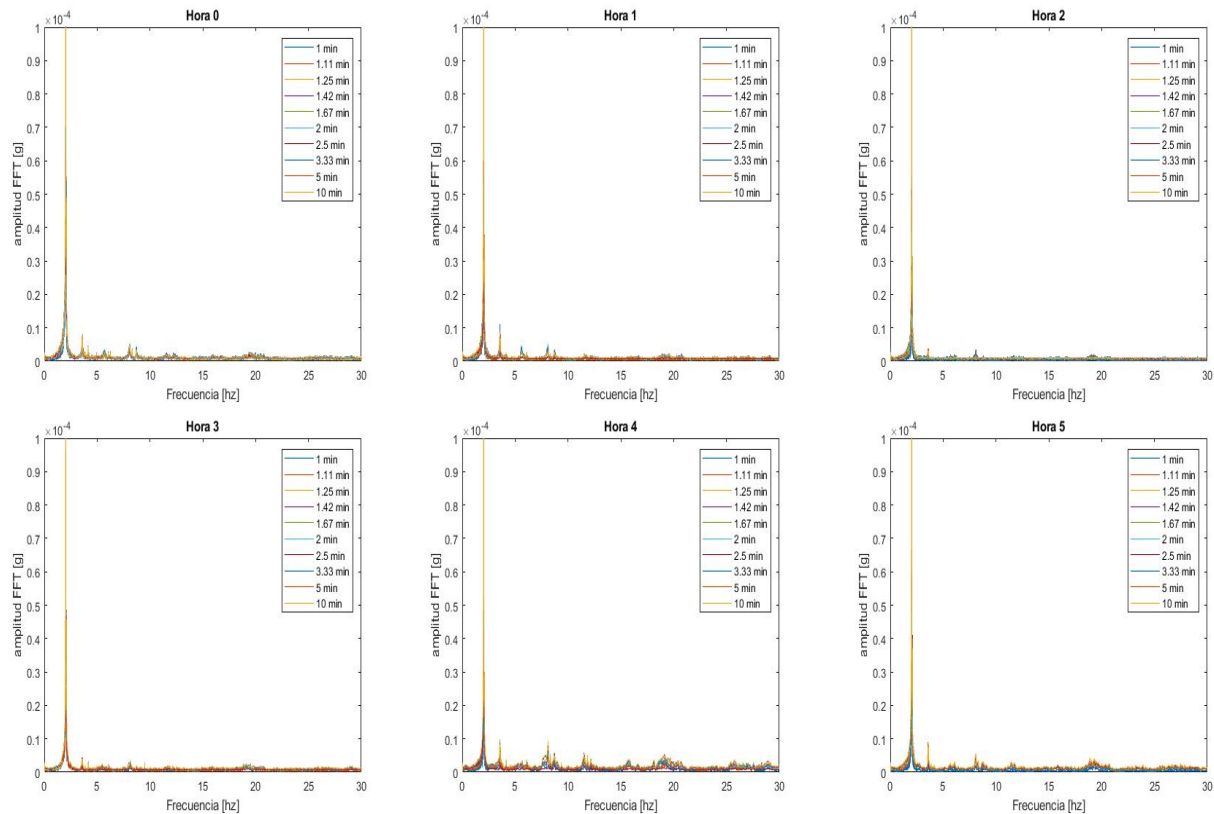 Hora 0
×10⁻⁴
1
0.9
0.8
0.7
0.6
0.5
0.4
0.3
0.2
0.1
0
amplitud FFT [g]
1 min
1.11 min
1.25 min
1.42 min
1.67 min
2 min
2.5 min
3.33 min
5 min
10 min
0 5 10 15 20 25 30
Frecuencia [hz]
Hora 1
×10⁻⁴
1
0.9
0.8
0.7
0.6
0.5
0.4
0.3
0.2
0.1
0
amplitud FFT [g]
1 min
1.11 min
1.25 min
1.42 min
1.67 min
2 min
2.5 min
3.33 min
5 min
10 min
0 5 10 15 20 25 30
Frecuencia [hz]
Hora 2
×10⁻⁴
1
0.9
0.8
0.7
0.6
0.5
0.4
0.3
0.2
0.1
0
amplitud FFT [g]
1 min
1.11 min
1.25 min
1.42 min
1.67 min
2 min
2.5 min
3.33 min
5 min
10 min
0 5 10 15 20 25 30
Frecuencia [hz]
Hora 3
×10⁻⁴
1
0.9
0.8
0.7
0.6
0.5
0.4
0.3
0.2
0.1
0
amplitud FFT [g]
1 min
1.11 min
1.25 min
1.42 min
1.67 min
2 min
2.5 min
3.33 min
5 min
10 min
0 5 10 15 20 25 30
Frecuencia [hz]
Hora 4
×10⁻⁴
1
0.9
0.8
0.7
0.6
0.5
0.4
0.3
0.2
0.1
0
amplitud FFT [g]
1 min
1.11 min
1.25 min
1.42 min
1.67 min
2 min
2.5 min
3.33 min
5 min
10 min
0 5 10 15 20 25 30
Frecuencia [hz]
Hora 5
×10⁻⁴
1
0.9
0.8
0.7
0.6
0.5
0.4
0.3
0.2
0.1
0
amplitud FFT [g]
1 min
1.11 min
1.25 min
1.42 min
1.67 min
2 min
2.5 min
3.33 min
5 min
10 min
0 5 10 15 20 25 30
Frecuencia [hz]